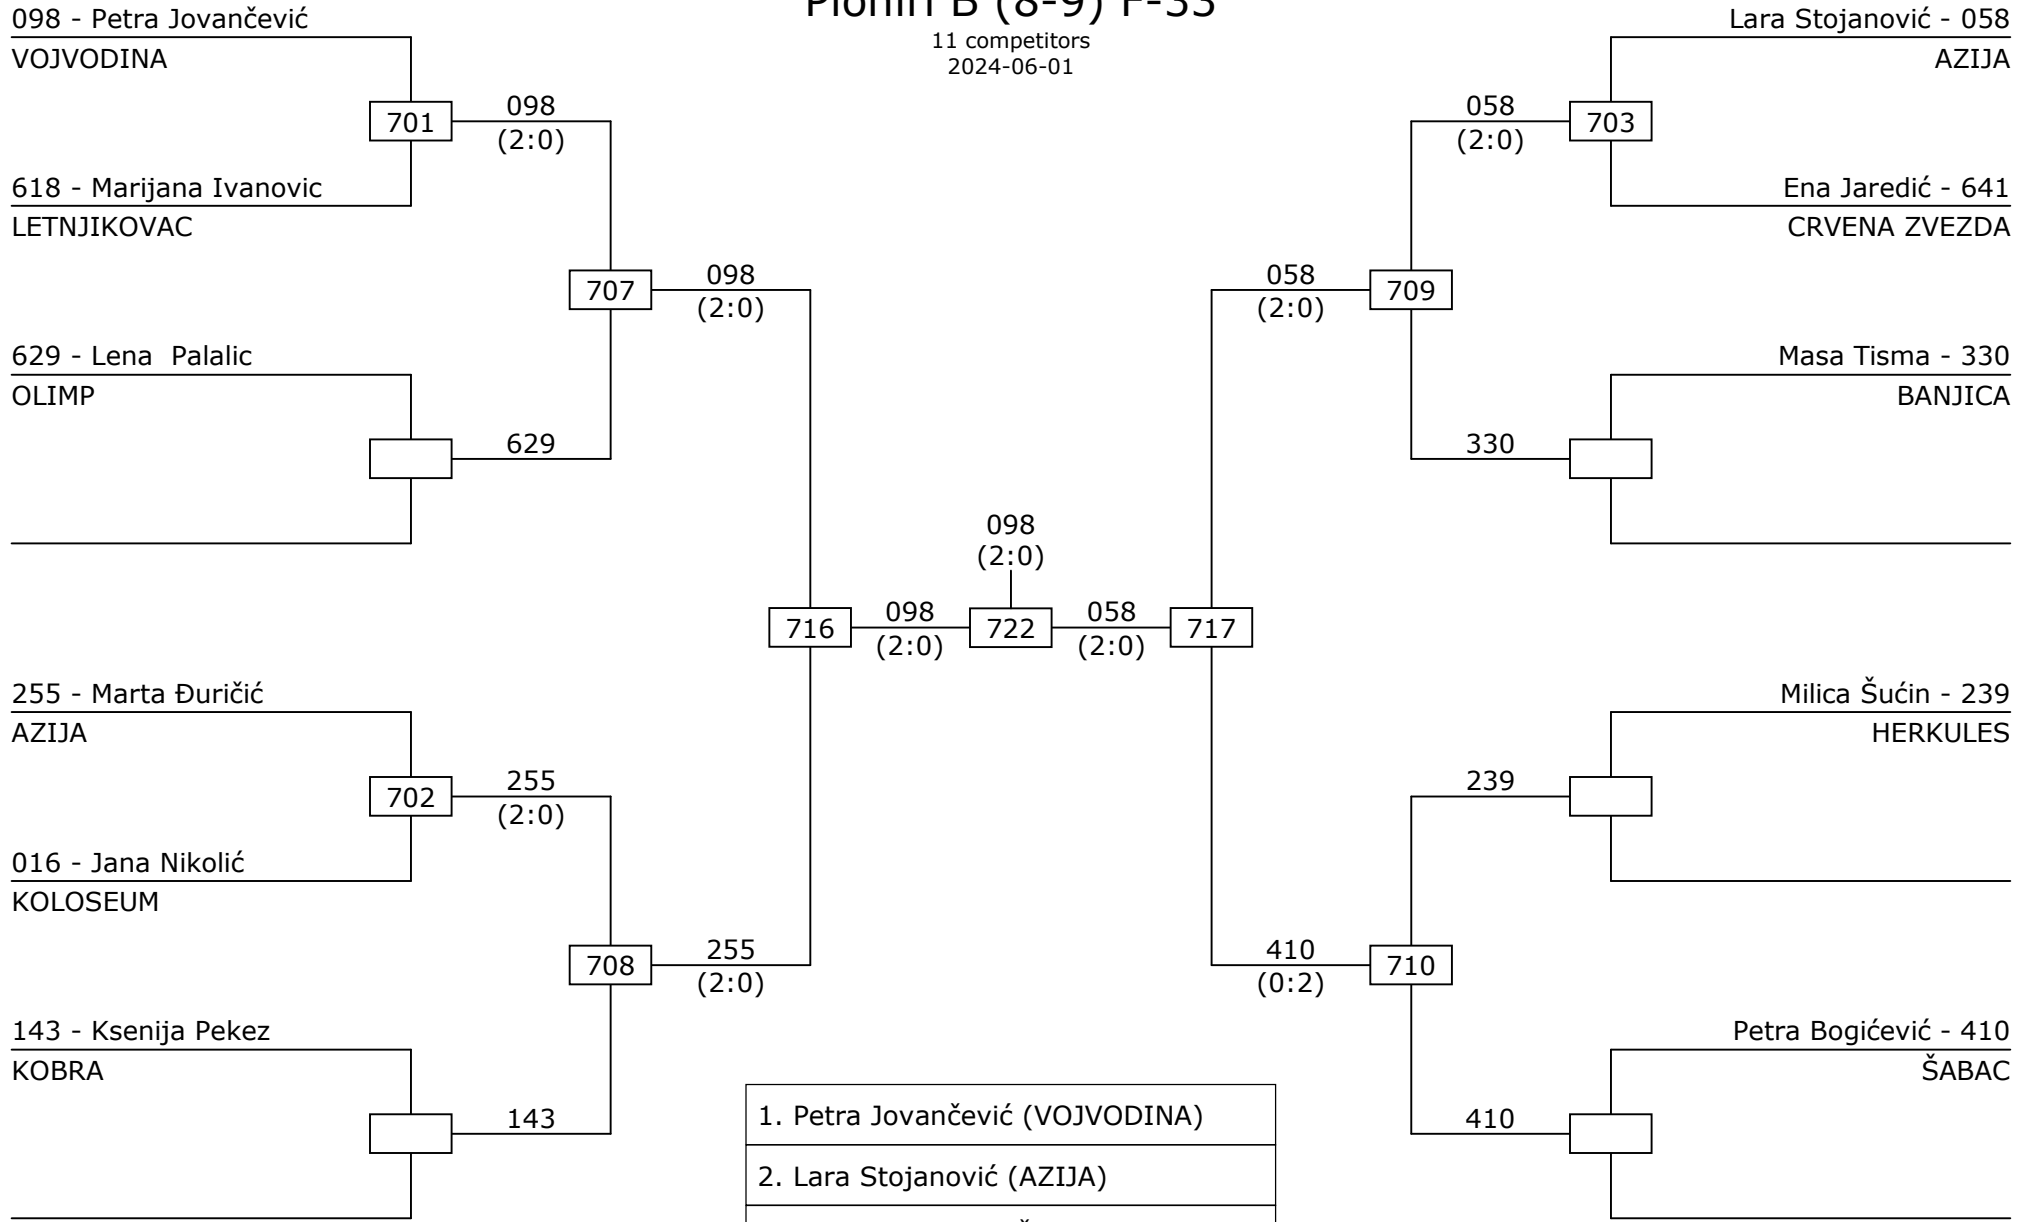 098 - Petra Jovančević
VOJVODINA
11 competitors
2024-06-01
Lara Stojanović - 058
AZIJA
701
098
(2:0)
058
(2:0)
703
618 - Marijana Ivanovic
LETNJIKOVAC
Ena Jaredić - 641
CRVENA ZVEZDA
707
098
(2:0)
058
(2:0)
709
629 - Lena  Palalic
OLIMP
Masa Tisma - 330
BANJICA
629
330
098
(2:0)
716
098
(2:0)
722
058
(2:0)
717
255 - Marta Đuričić
AZIJA
Milica Šućin - 239
HERKULES
702
255
(2:0)
239
016 - Jana Nikolić
KOLOSEUM
708
255
(2:0)
410
(0:2)
710
143 - Ksenija Pekez
KOBRA
Petra Bogićević - 410
ŠABAC
143
410
1. Petra Jovančević (VOJVODINA)
2. Lara Stojanović (AZIJA)